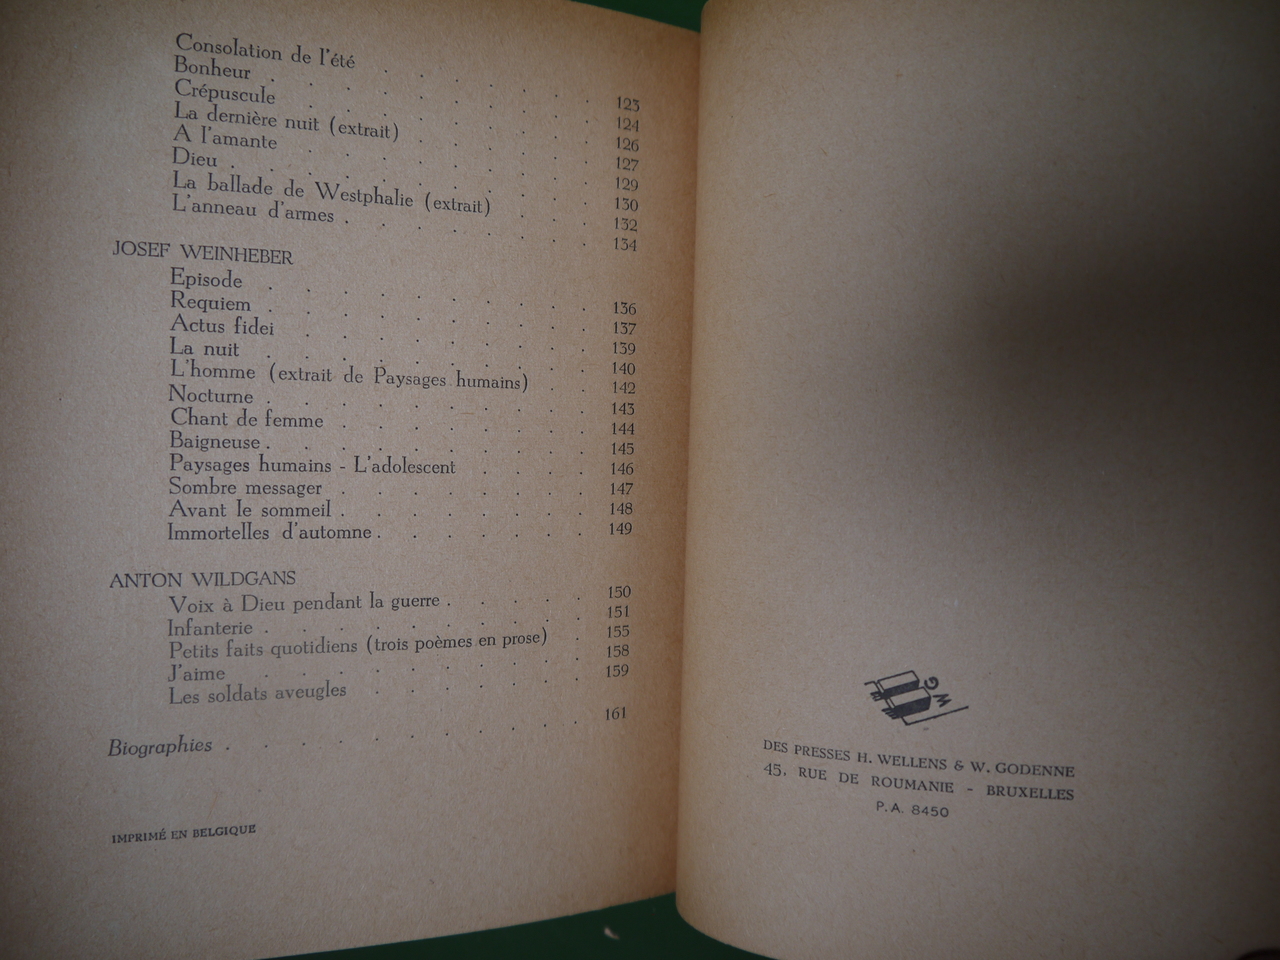 Consolation de l'été . . . . . . 123
Bonheur . . . . . . . . . 124
Crépuscule . . . . . . . . 126
La dernière nuit (extrait) . . . . . 127
A l'amante . . . . . . . . 129
Dieu . . . . . . . . . . 130
La ballade de Westphalie (extrait) . . . 132
L'anneau d'armes . . . . . . . 134
JOSEF WEINHEBER
Episode . . . . . . . . . 136
Requiem . . . . . . . . . 137
Actus fidei . . . . . . . . 139
La nuit . . . . . . . . . 140
L'homme (extrait de Paysages humains) . . 142
Nocturne . . . . . . . . . 143
Chant de femme . . . . . . . 144
Baigneuse . . . . . . . . . 145
Paysages humains - L'adolescent . . . . 146
Sombre messager . . . . . . . 147
Avant le sommeil . . . . . . . 148
Immortelles d'automne . . . . . . 149
ANTON WILDGANS
Voix à Dieu pendant la guerre . . . . . 150
Infanterie . . . . . . . . . 151
Petits faits quotidiens (trois poèmes en prose) . 155
J'aime . . . . . . . . . 158
Les soldats aveugles . . . . . . 159
Biographies . . . . . . . . . . 161
IMPRIMÉ EN BELGIQUE
WG
DES PRESSES H. WELLENS & W. GODENNE
45, RUE DE ROUMANIE - BRUXELLES
P.A. 8450